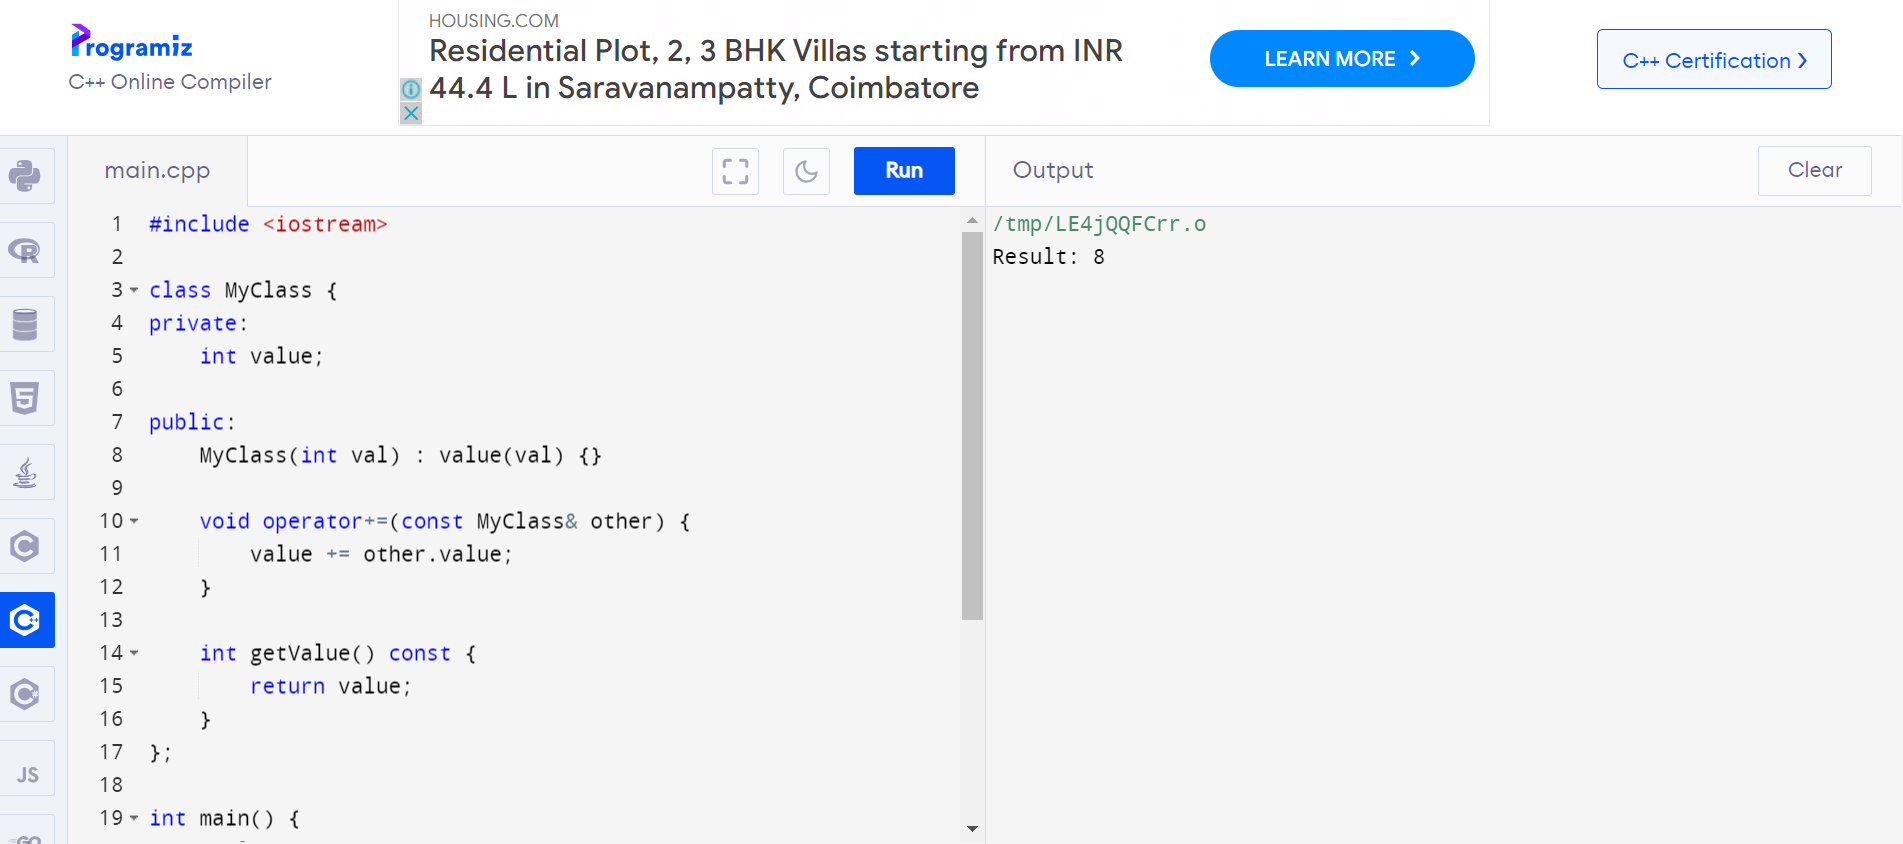 Programiz
C++ Online Compiler
HOUSING.COM
Residential Plot, 2, 3 BHK Villas starting from INR
44.4 L in Saravanampatty, Coimbatore
LEARN MORE
C++ Certification
main.cpp
Run
Output
Clear
1 #include <iostream>
2
3 class MyClass {
4 private:
5     int value;
6
7 public:
8     MyClass(int val) : value(val) {}
9
10     void operator+=(const MyClass& other) {
11         value += other.value;
12     }
13
14     int getValue() const {
15         return value;
16     }
17 };
18
19 int main() {
/tmp/LE4jQQFCrr.o
Result: 8
R
5
C
C++
C#
JS
GO